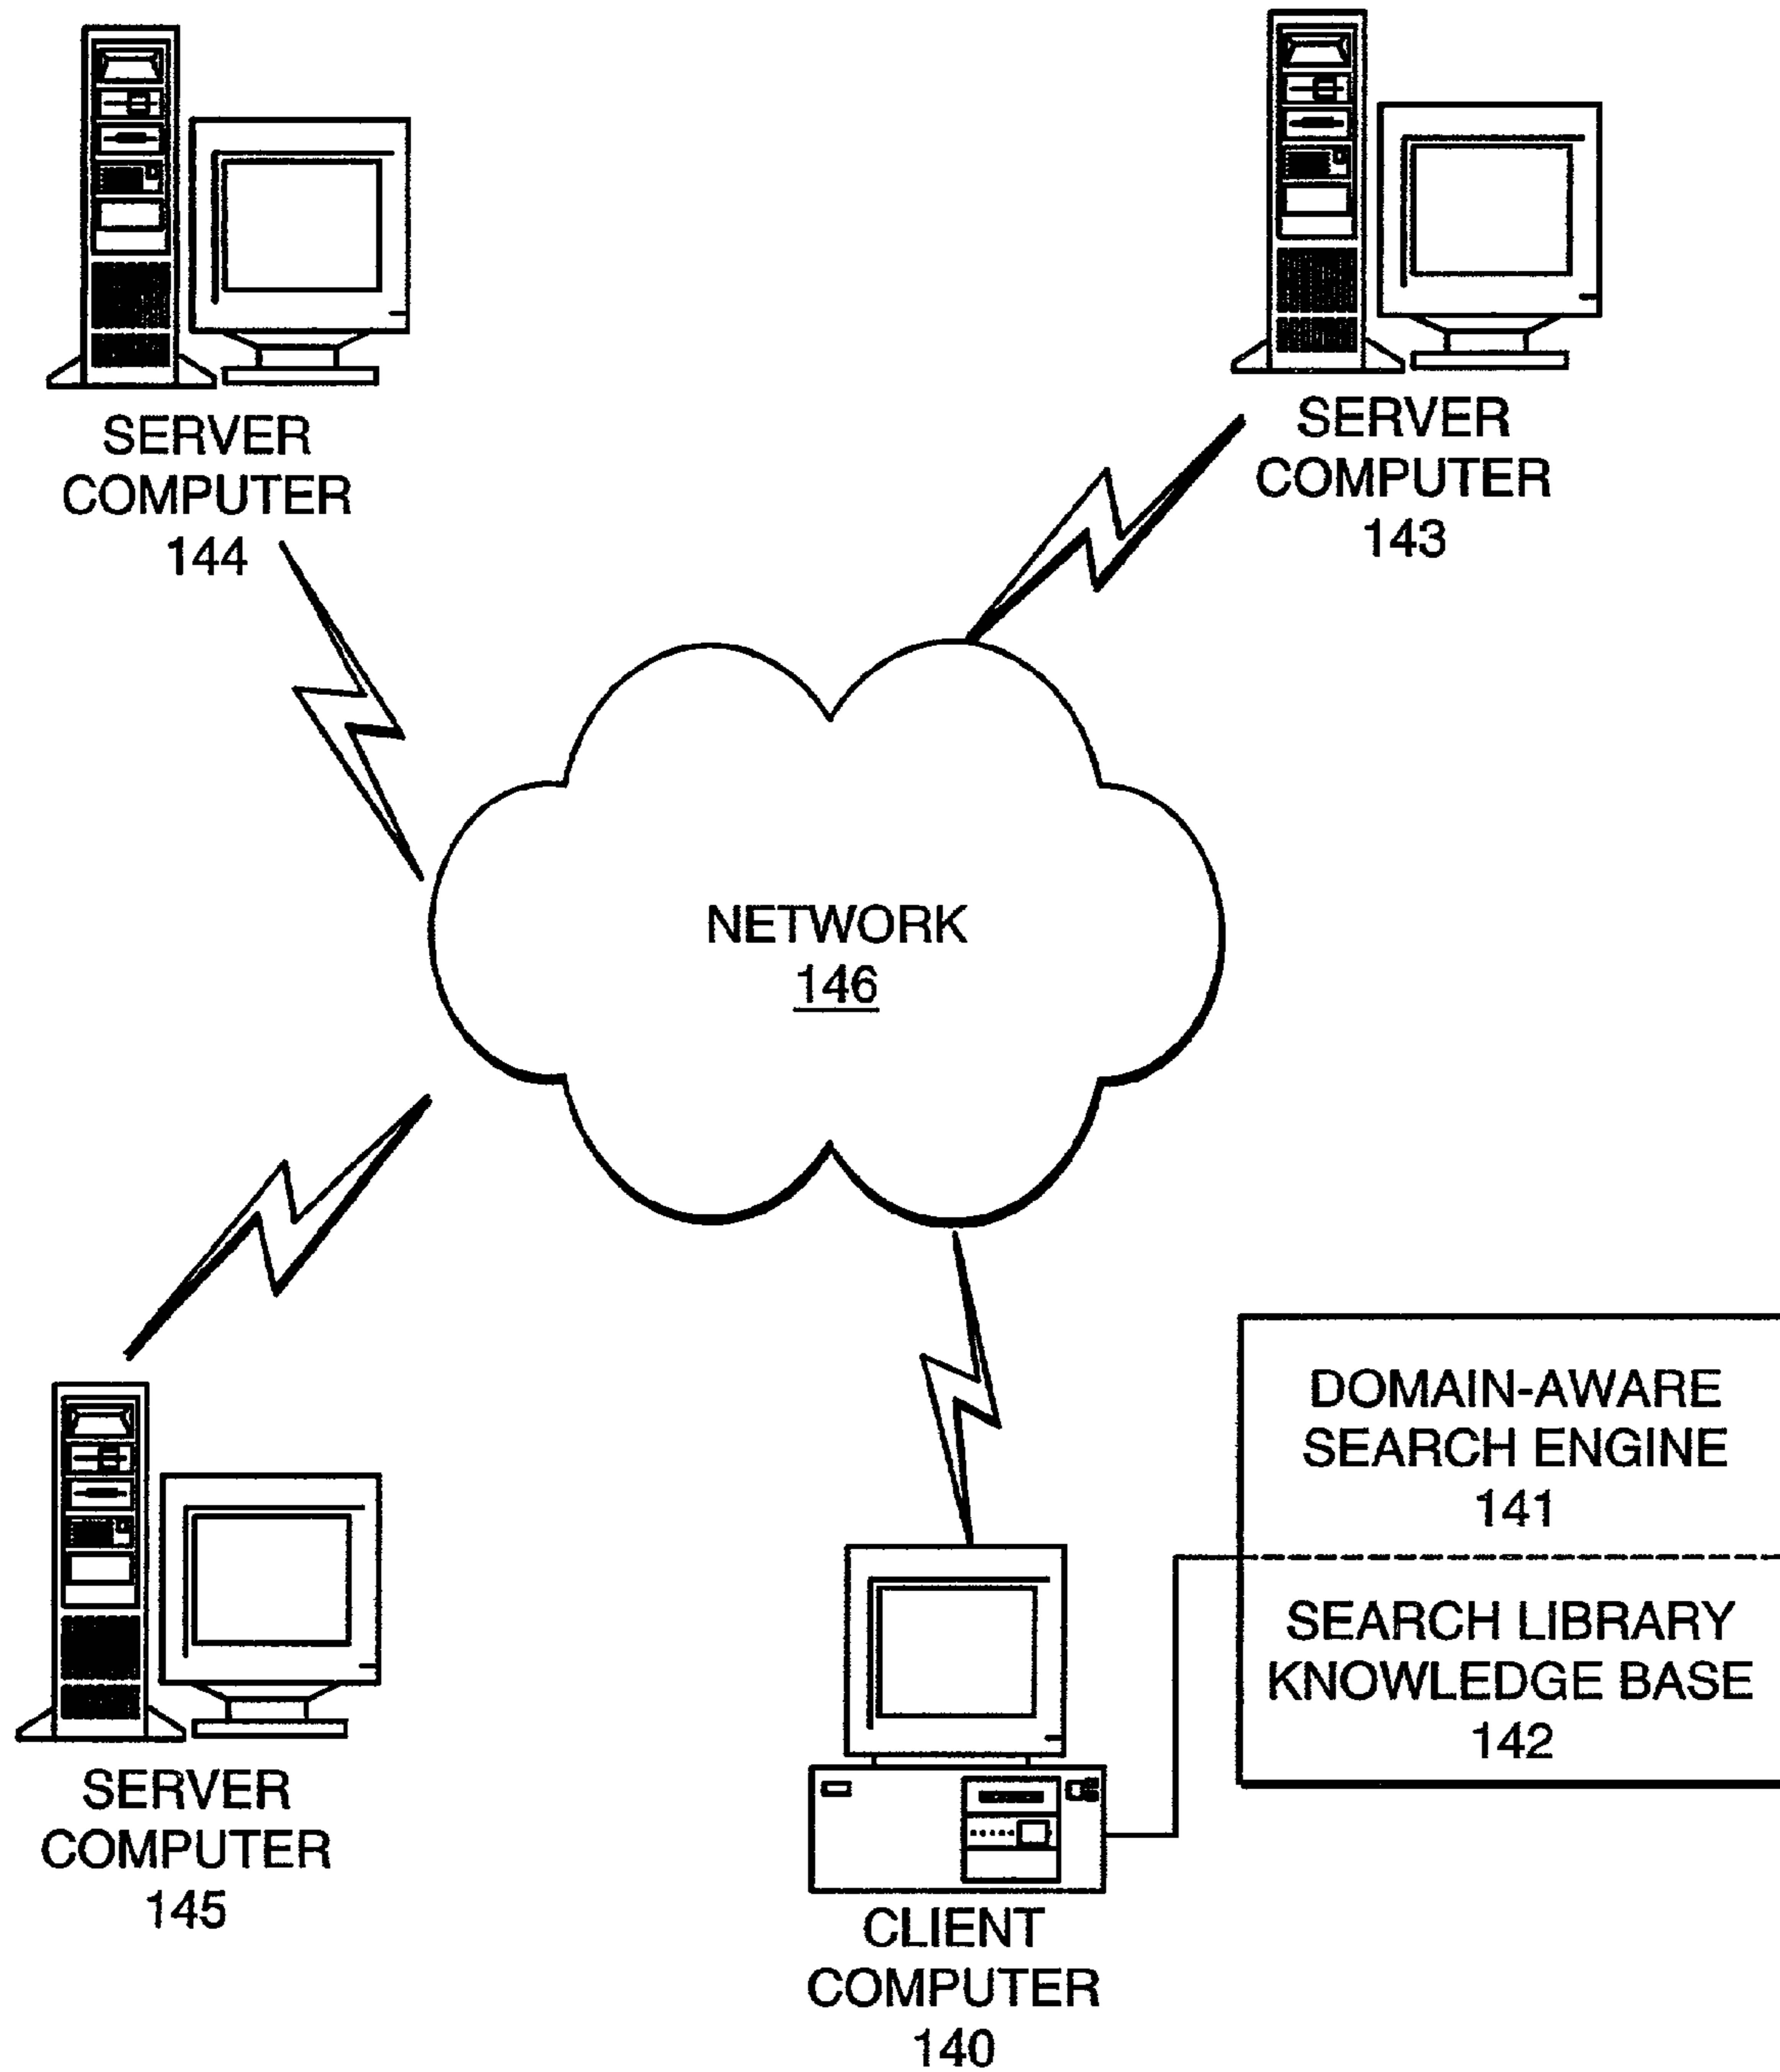 SERVER
COMPUTER
144
SERVER
COMPUTER
143
NETWORK
146
DOMAIN-AWARE
SEARCH ENGINE
141
SEARCH LIBRARY
KNOWLEDGE BASE
142
SERVER
COMPUTER
145
CLIENT
COMPUTER
140